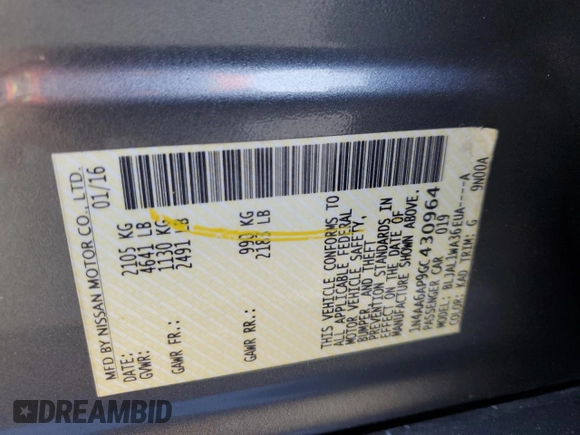 MFD BY NISSAN MOTOR CO., LTD.
DATE: 01/16
GVWR: 2105 KG
4641 LB
GAWR FR.: 1130 KG
2491 LB
GAWR RR.: 990 KG
2183 LB
THIS VEHICLE CONFORMS TO
ALL APPLICABLE FEDERAL
MOTOR VEHICLE SAFETY,
BUMPER, AND THEFT
PREVENTION STANDARDS IN
EFFECT ON THE DATE OF
MANUFACTURE SHOWN ABOVE.
1N4AA6AP9GC430964
PASSENGER CAR 019
MODEL: BLJALIWA36EUA----A
COLOR: KAD TRIM: G 9N00A
DREAMBID